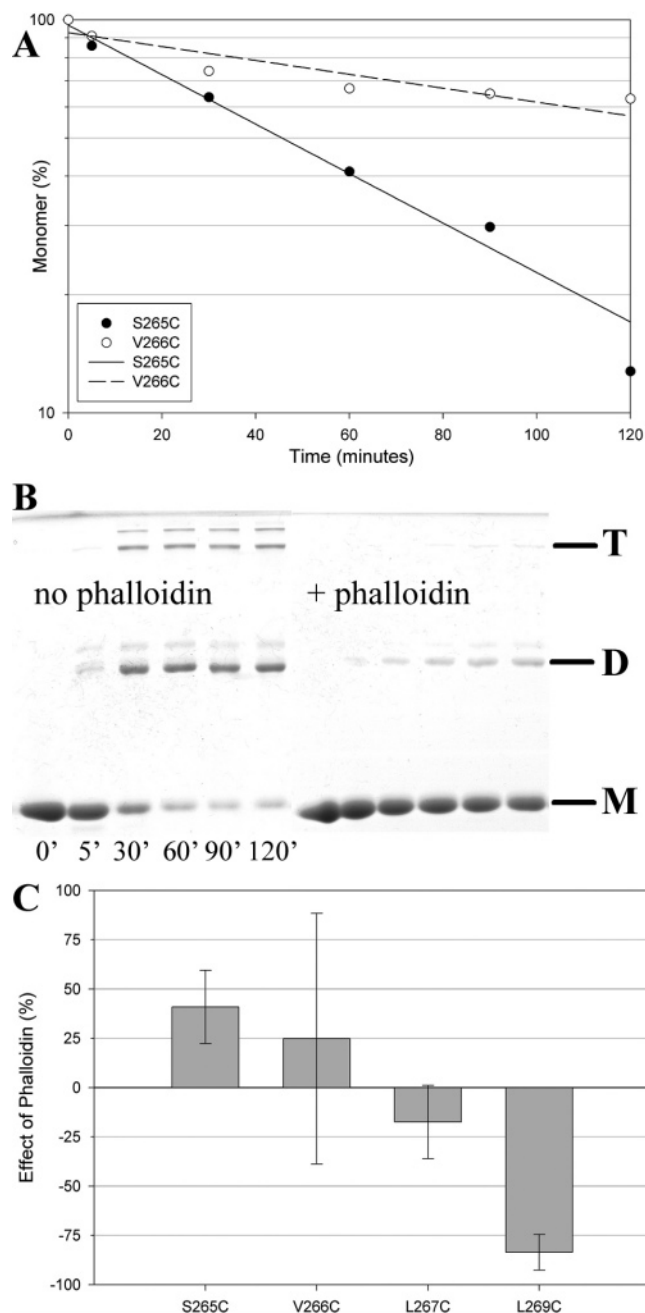 A
100
10
Monomer (%)
S265C
V266C
S265C
V266C
0 20 40 60 80 100 120
Time (minutes)
B
no phalloidin + phalloidin
T
D
M
0’ 5’ 30’ 60’ 90’ 120’
C
100
75
50
25
0
-25
-50
-75
-100
Effect of Phalloidin (%)
S265C V266C L267C L269C